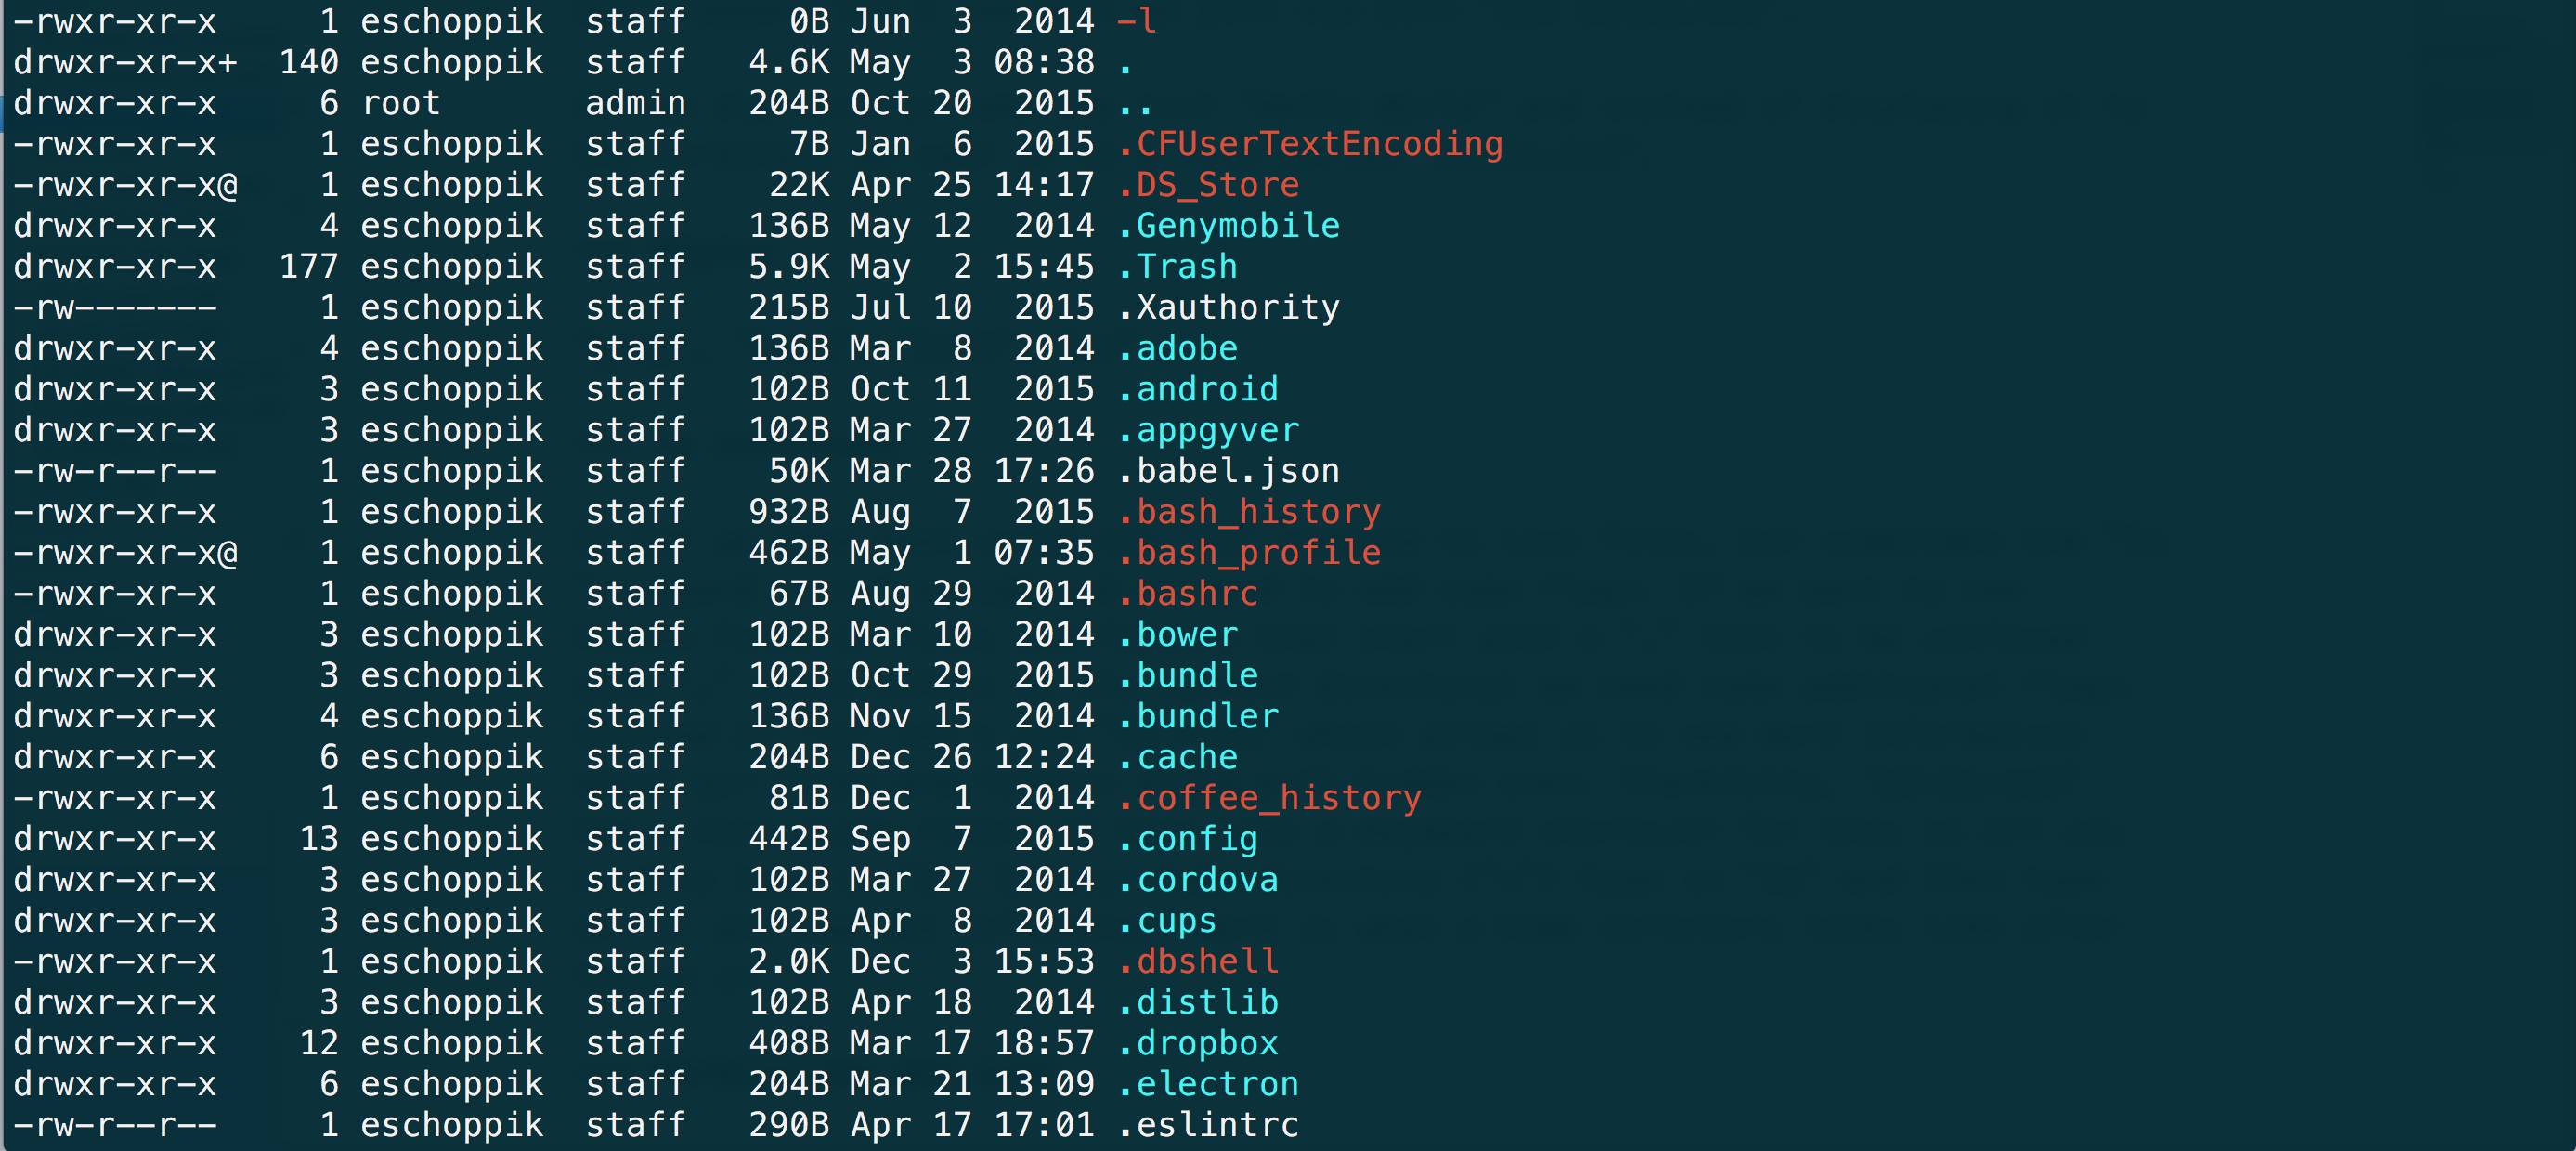 -rwxr-xr-x     1 eschoppik  staff     0B Jun  3  2014 -l
drwxr-xr-x+  140 eschoppik  staff   4.6K May  3 08:38 .
drwxr-xr-x     6 root       admin   204B Oct 20  2015 ..
-rwxr-xr-x     1 eschoppik  staff     7B Jan  6  2015 .CFUserTextEncoding
-rwxr-xr-x@    1 eschoppik  staff    22K Apr 25 14:17 .DS_Store
drwxr-xr-x     4 eschoppik  staff   136B May 12  2014 .Genymobile
drwxr-xr-x   177 eschoppik  staff   5.9K May  2 15:45 .Trash
-rw-------     1 eschoppik  staff   215B Jul 10  2015 .Xauthority
drwxr-xr-x     4 eschoppik  staff   136B Mar  8  2014 .adobe
drwxr-xr-x     3 eschoppik  staff   102B Oct 11  2015 .android
drwxr-xr-x     3 eschoppik  staff   102B Mar 27  2014 .appgyver
-rw-r--r--     1 eschoppik  staff    50K Mar 28 17:26 .babel.json
-rwxr-xr-x     1 eschoppik  staff   932B Aug  7  2015 .bash_history
-rwxr-xr-x@    1 eschoppik  staff   462B May  1 07:35 .bash_profile
-rwxr-xr-x     1 eschoppik  staff    67B Aug 29  2014 .bashrc
drwxr-xr-x     3 eschoppik  staff   102B Mar 10  2014 .bower
drwxr-xr-x     3 eschoppik  staff   102B Oct 29  2015 .bundle
drwxr-xr-x     4 eschoppik  staff   136B Nov 15  2014 .bundler
drwxr-xr-x     6 eschoppik  staff   204B Dec 26 12:24 .cache
-rwxr-xr-x     1 eschoppik  staff    81B Dec  1  2014 .coffee_history
drwxr-xr-x    13 eschoppik  staff   442B Sep  7  2015 .config
drwxr-xr-x     3 eschoppik  staff   102B Mar 27  2014 .cordova
drwxr-xr-x     3 eschoppik  staff   102B Apr  8  2014 .cups
-rwxr-xr-x     1 eschoppik  staff   2.0K Dec  3 15:53 .dbshell
drwxr-xr-x     3 eschoppik  staff   102B Apr 18  2014 .distlib
drwxr-xr-x    12 eschoppik  staff   408B Mar 17 18:57 .dropbox
drwxr-xr-x     6 eschoppik  staff   204B Mar 21 13:09 .electron
-rw-r--r--     1 eschoppik  staff   290B Apr 17 17:01 .eslintrc